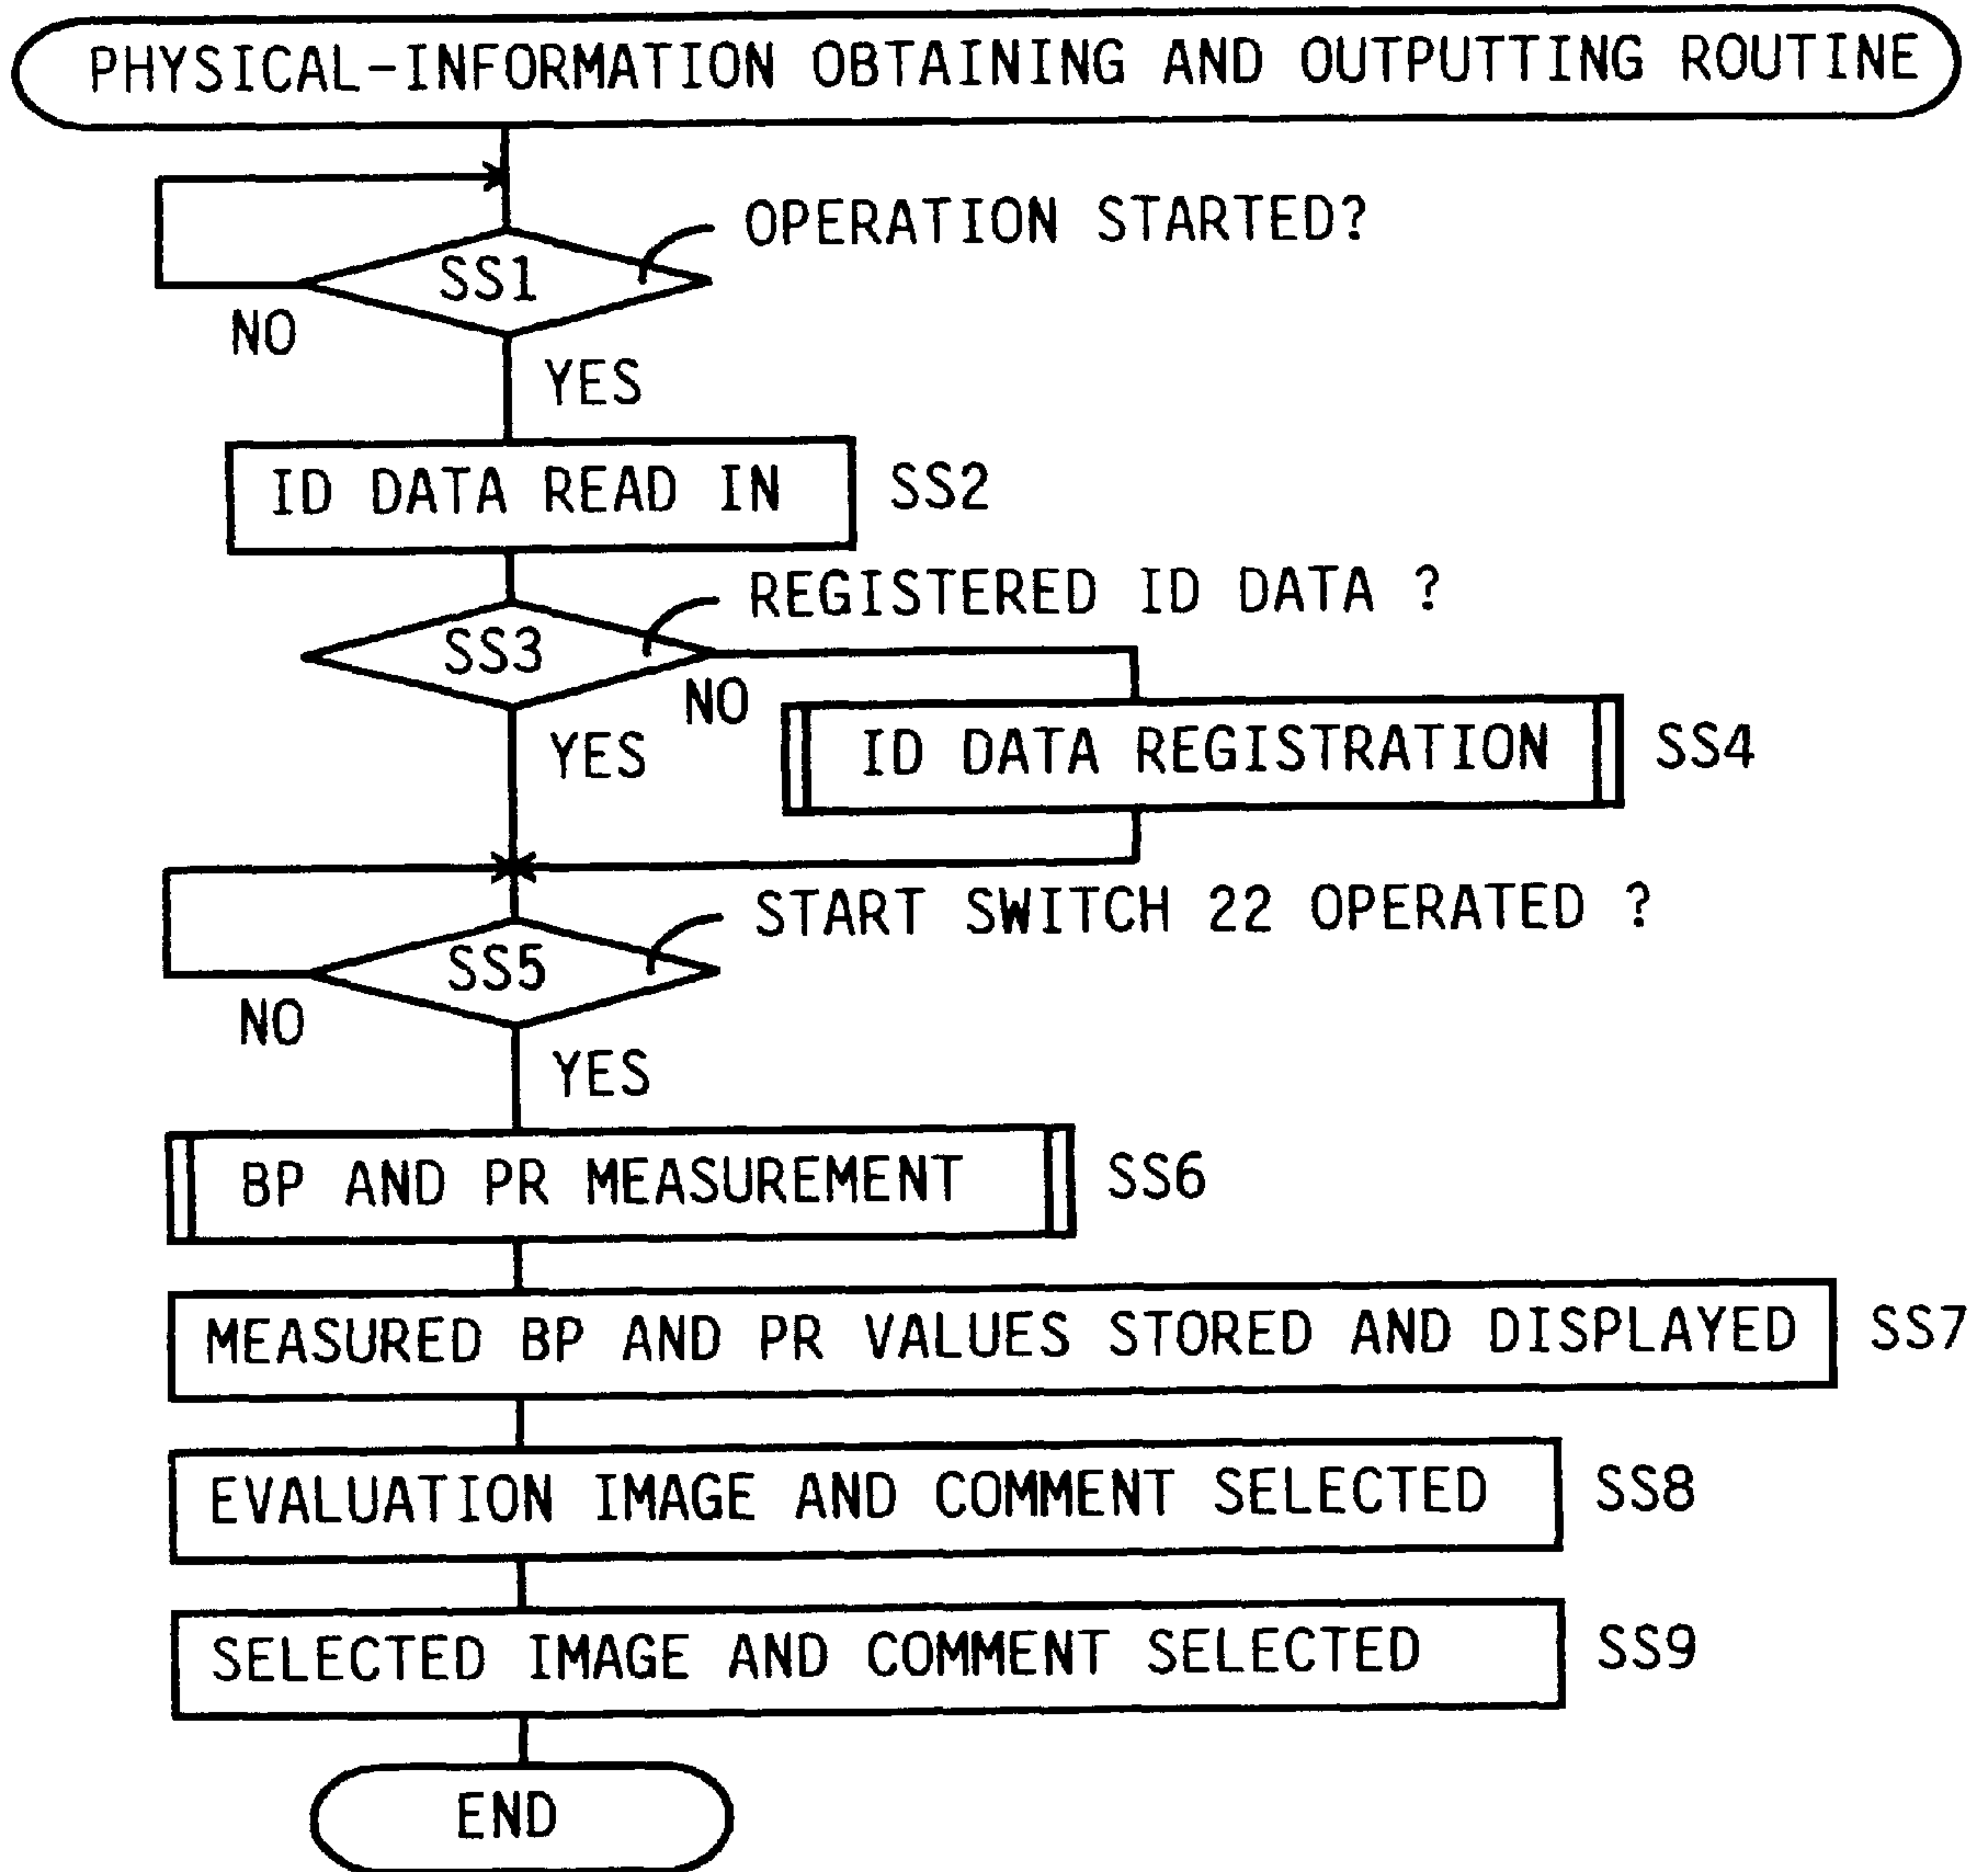 PHYSICAL-INFORMATION OBTAINING AND OUTPUTTING ROUTINE
OPERATION STARTED?
SS1
NO
YES
ID DATA READ IN
SS2
REGISTERED ID DATA ?
SS3
NO
YES
ID DATA REGISTRATION
SS4
START SWITCH 22 OPERATED ?
SS5
NO
YES
BP AND PR MEASUREMENT
SS6
MEASURED BP AND PR VALUES STORED AND DISPLAYED
SS7
EVALUATION IMAGE AND COMMENT SELECTED
SS8
SELECTED IMAGE AND COMMENT SELECTED
SS9
END